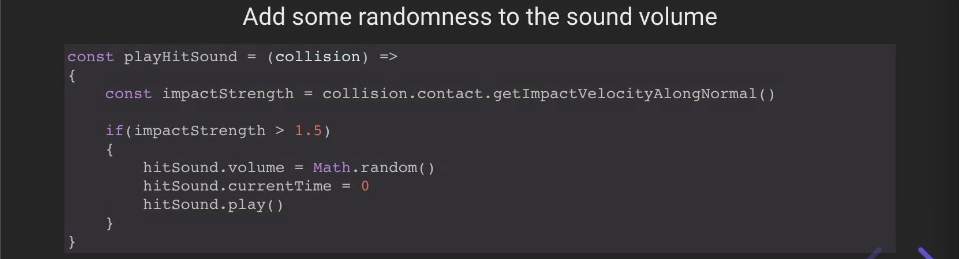 Add some randomness to the sound volume
const playHitSound = (collision) =>
{
    const impactStrength = collision.contact.getImpactVelocityAlongNormal()

    if(impactStrength > 1.5)
    {
        hitSound.volume = Math.random()
        hitSound.currentTime = 0
        hitSound.play()
    }
}